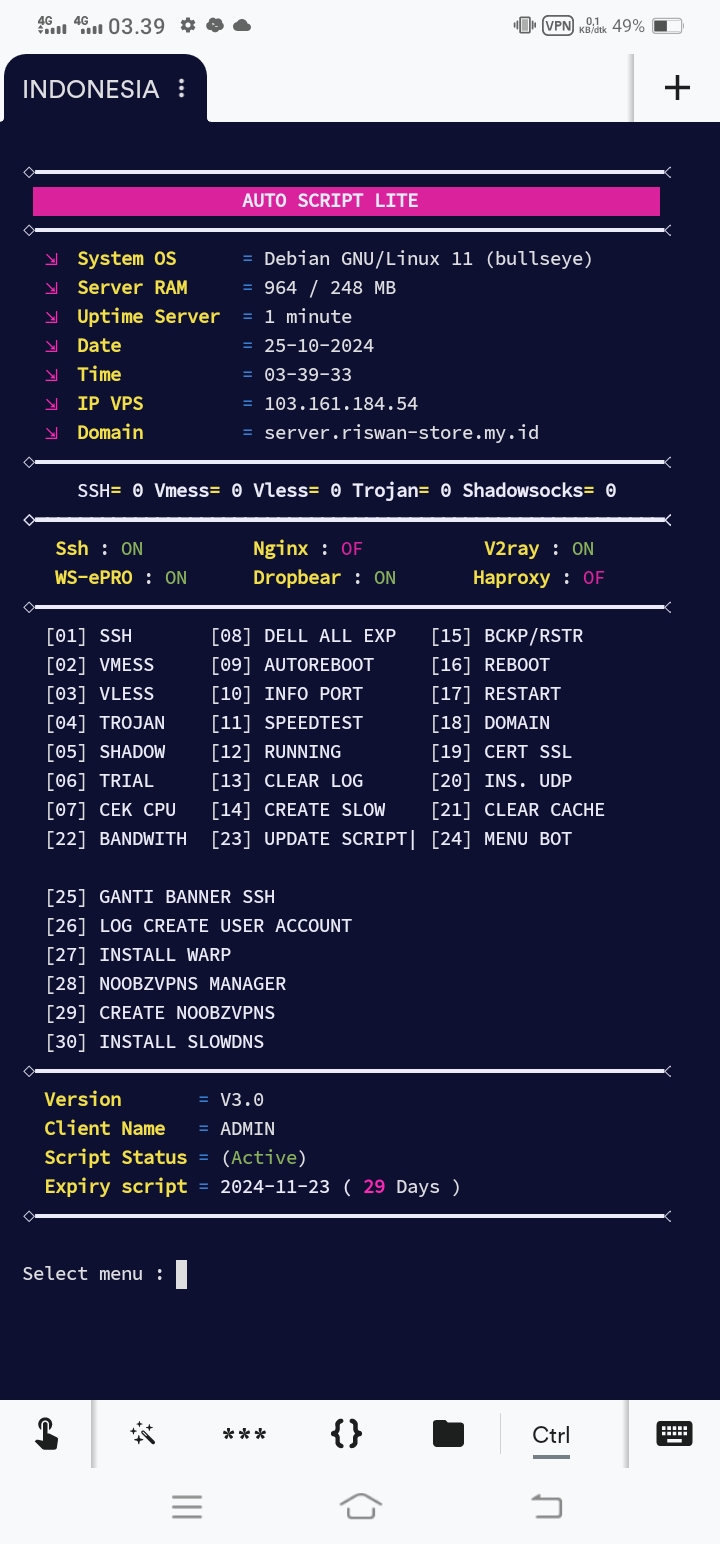 4G 4G 03.39 VPN 0,1 KB/dtk 49%
INDONESIA
AUTO SCRIPT LITE
System OS = Debian GNU/Linux 11 (bullseye)
Server RAM = 964 / 248 MB
Uptime Server = 1 minute
Date = 25-10-2024
Time = 03-39-33
IP VPS = 103.161.184.54
Domain = server.riswan-store.my.id
SSH= 0 Vmess= 0 Vless= 0 Trojan= 0 Shadowsocks= 0
Ssh : ON Nginx : OF V2ray : ON
WS-ePRO : ON Dropbear : ON Haproxy : OF
[01] SSH [08] DELL ALL EXP [15] BCKP/RSTR
[02] VMESS [09] AUTOREBOOT [16] REBOOT
[03] VLESS [10] INFO PORT [17] RESTART
[04] TROJAN [11] SPEEDTEST [18] DOMAIN
[05] SHADOW [12] RUNNING [19] CERT SSL
[06] TRIAL [13] CLEAR LOG [20] INS. UDP
[07] CEK CPU [14] CREATE SLOW [21] CLEAR CACHE
[22] BANDWITH [23] UPDATE SCRIPT| [24] MENU BOT
[25] GANTI BANNER SSH
[26] LOG CREATE USER ACCOUNT
[27] INSTALL WARP
[28] NOOBZVPNS MANAGER
[29] CREATE NOOBZVPNS
[30] INSTALL SLOWDNS
Version = V3.0
Client Name = ADMIN
Script Status = (Active)
Expiry script = 2024-11-23 ( 29 Days )
Select menu :
*** {} Ctrl